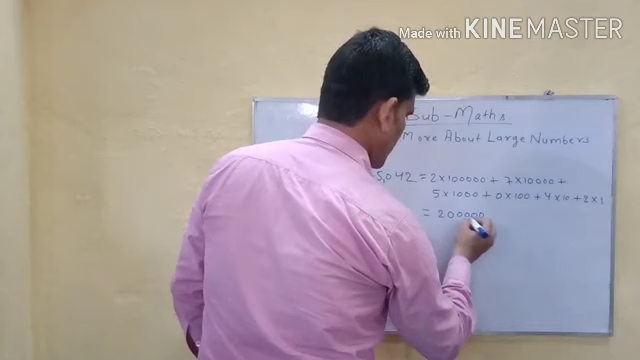 Made with KINEMASTER
Sub - Maths
More About Large Numbers
5,042 = 2×100000 + 7×10000 +
5×1000 + 0×100 + 4×10 + 2×1
= 200000